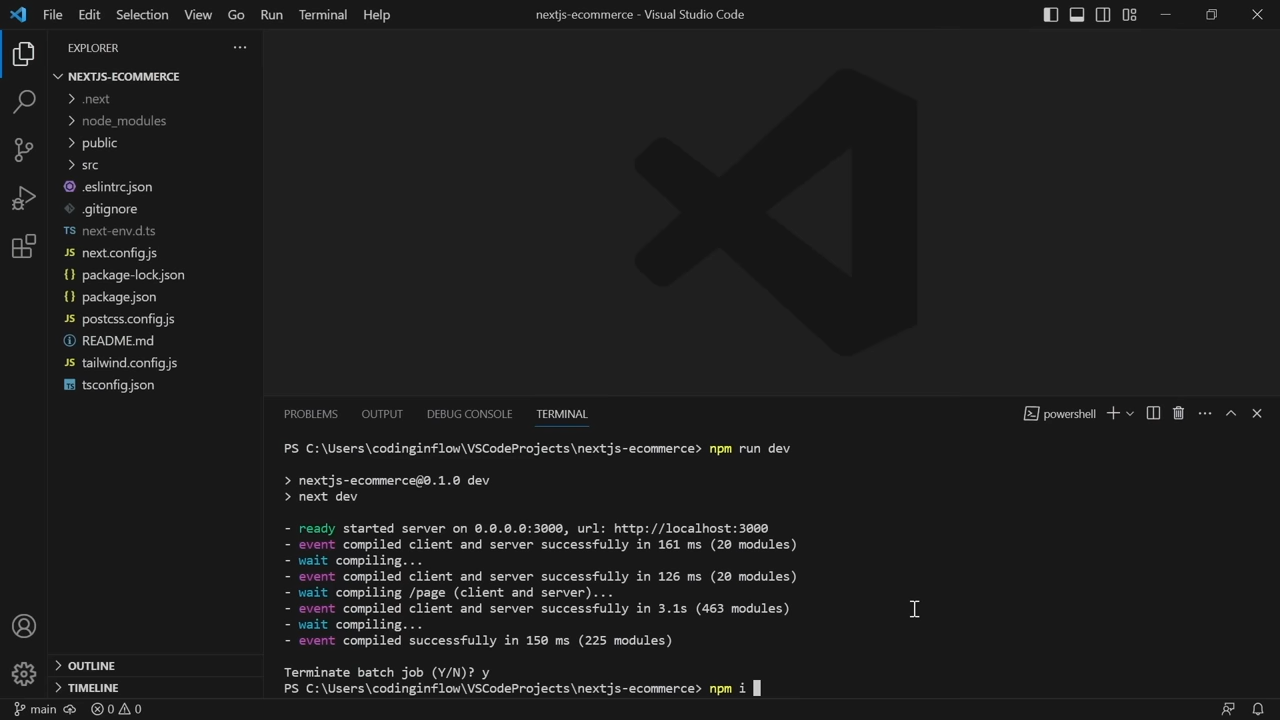 File Edit Selection View Go Run Terminal Help
nextjs-ecommerce - Visual Studio Code
EXPLORER
NEXTJS-ECOMMERCE
.next
node_modules
public
src
.eslintrc.json
.gitignore
TS next-env.d.ts
JS next.config.js
{} package-lock.json
{} package.json
JS postcss.config.js
README.md
JS tailwind.config.js
TS tsconfig.json
OUTLINE
TIMELINE
PROBLEMS OUTPUT DEBUG CONSOLE TERMINAL
powershell
PS C:\Users\codinginflow\VSCodeProjects\nextjs-ecommerce> npm run dev
> nextjs-ecommerce@0.1.0 dev
> next dev
- ready started server on 0.0.0.0:3000, url: http://localhost:3000
- event compiled client and server successfully in 161 ms (20 modules)
- wait compiling...
- event compiled client and server successfully in 126 ms (20 modules)
- wait compiling /page (client and server)...
- event compiled client and server successfully in 3.1s (463 modules)
- wait compiling...
- event compiled successfully in 150 ms (225 modules)
Terminate batch job (Y/N)? y
PS C:\Users\codinginflow\VSCodeProjects\nextjs-ecommerce> npm i
main 0 0